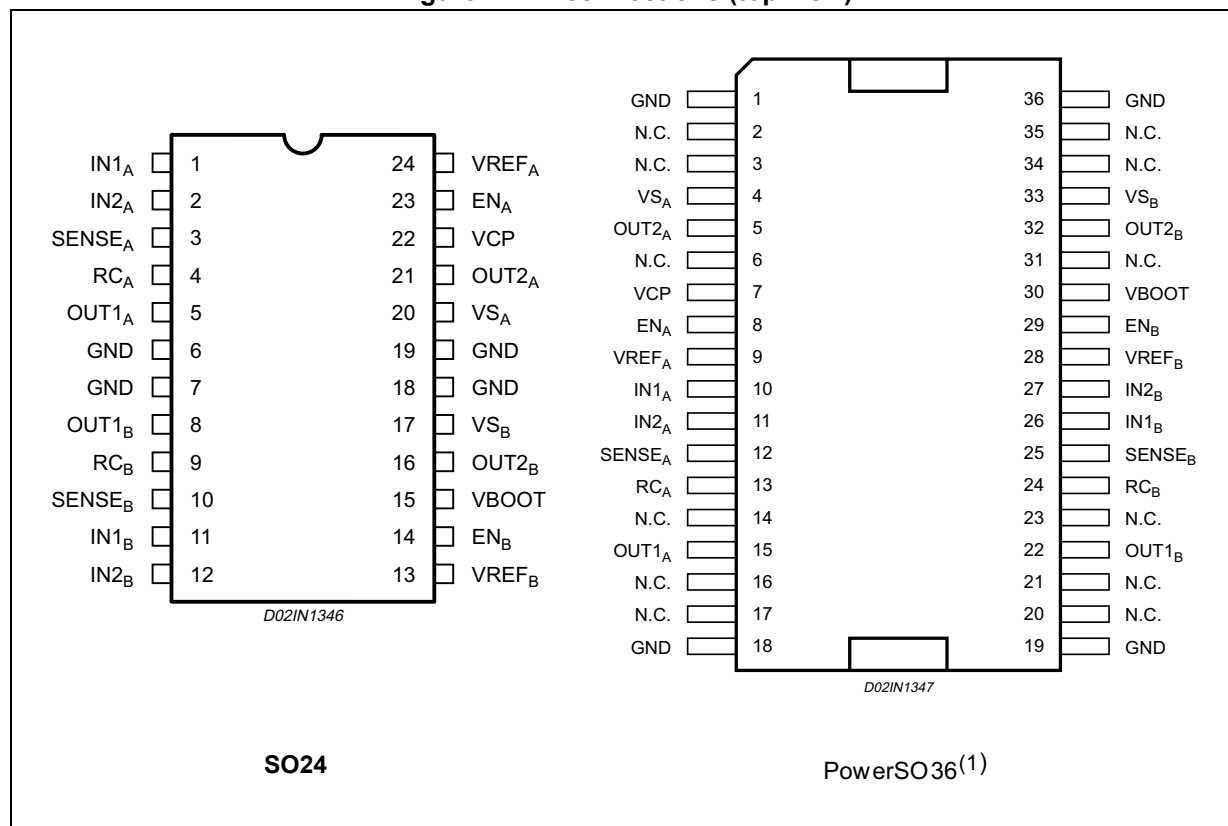 IN1A 1 24 VREFA
IN2A 2 23 ENA
SENSEA 3 22 VCP
RCA 4 21 OUT2A
OUT1A 5 20 VSA
GND 6 19 GND
GND 7 18 GND
OUT1B 8 17 VSB
RCB 9 16 OUT2B
SENSEB 10 15 VBOOT
IN1B 11 14 ENB
IN2B 12 13 VREFB
D02IN1346
SO24
GND 1 36 GND
N.C. 2 35 N.C.
N.C. 3 34 N.C.
VSA 4 33 VSB
OUT2A 5 32 OUT2B
N.C. 6 31 N.C.
VCP 7 30 VBOOT
ENA 8 29 ENB
VREFA 9 28 VREFB
IN1A 10 27 IN2B
IN2A 11 26 IN1B
SENSEA 12 25 SENSEB
RCA 13 24 RCB
N.C. 14 23 N.C.
OUT1A 15 22 OUT1B
N.C. 16 21 N.C.
N.C. 17 20 N.C.
GND 18 19 GND
D02IN1347
PowerSO36(1)